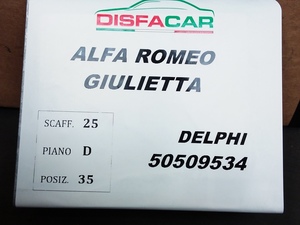 DISFACAR
ALFA ROMEO
GIULIETTA
SCAFF. 25
PIANO D
POSIZ. 35
DELPHI
50509534